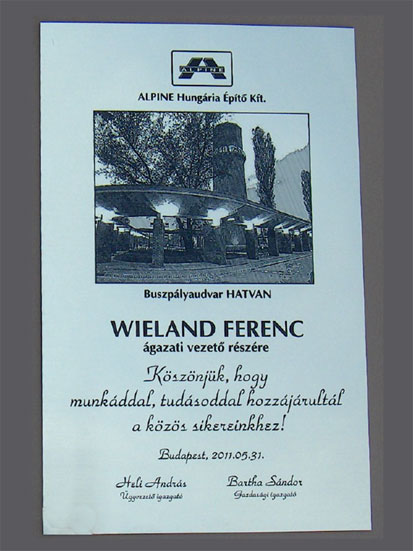 ALPINE
ALPINE Hungária Építő Kft.
Buszpályaudvar HATVAN
WIELAND FERENC
ágazati vezető részére
Köszönjük, hogy
munkáddal, tudásoddal hozzájárultál
a közös sikereinkhez!
Budapest, 2011.05.31.
Heli András Bartha Sándor
Ügyvezető igazgató Gazdasági igazgató